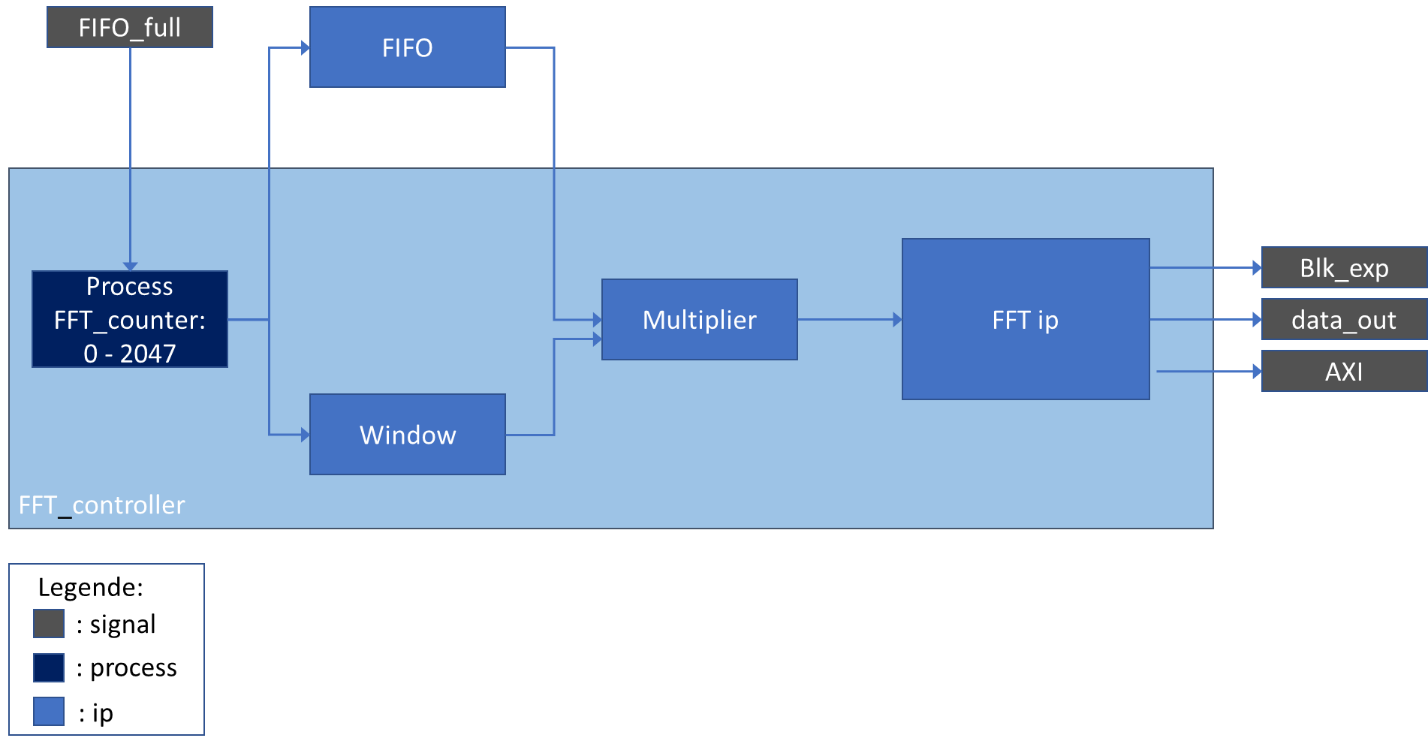 FIFO_full
FIFO
Process
FFT_counter:
0 - 2047
Multiplier
FFT ip
Blk_exp
data_out
AXI
Window
FFT_controller
Legende:
: signal
: process
: ip